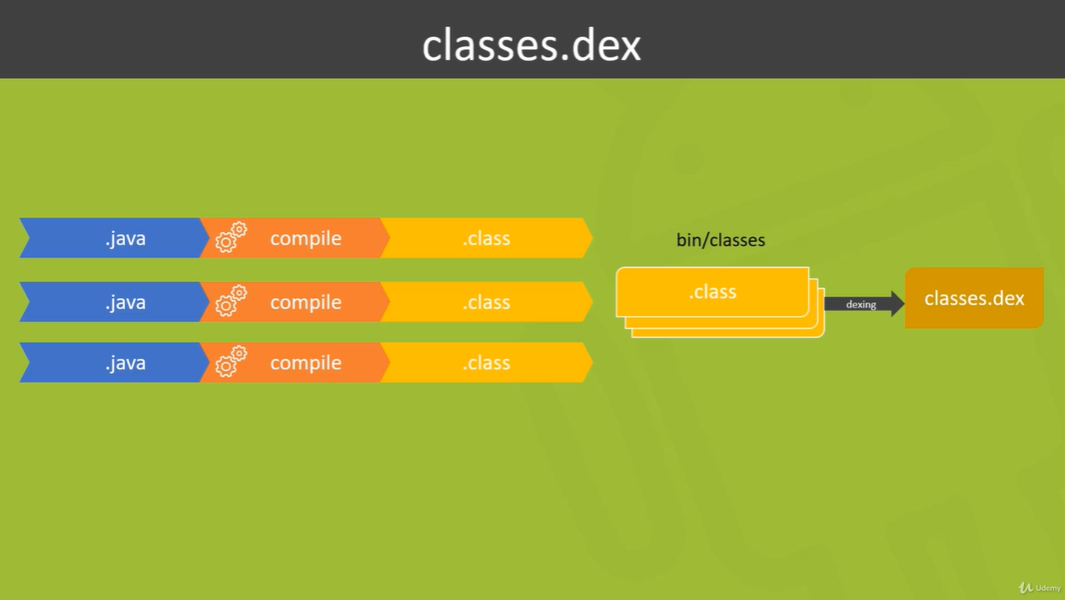 classes.dex
.java compile .class
.java compile .class
.java compile .class
bin/classes
.class
dexing
classes.dex
Udemy